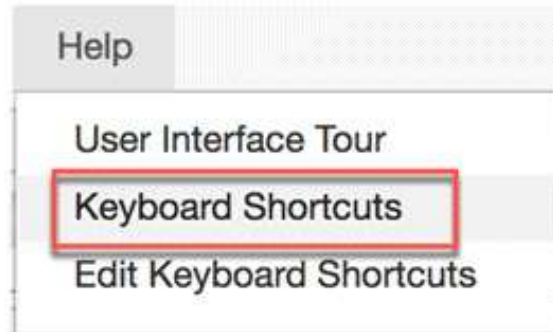 Help
User Interface Tour
Keyboard Shortcuts
Edit Keyboard Shortcuts